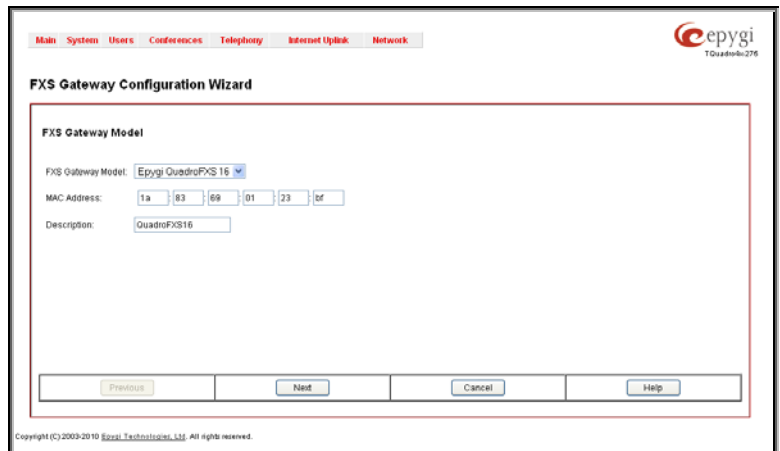 Main System Users Conferences Telephony Internet Uplink Network
epygi
FXS Gateway Configuration Wizard
FXS Gateway Model
FXS Gateway Model: Epygi QuadroFXS 16
MAC Address: 1a : 83 : 69 : 01 : 23 : bf
Description: QuadroFXS16
Previous Next Cancel Help
Copyright (C) 2003-2010 Epygi Technologies, Ltd. All rights reserved.